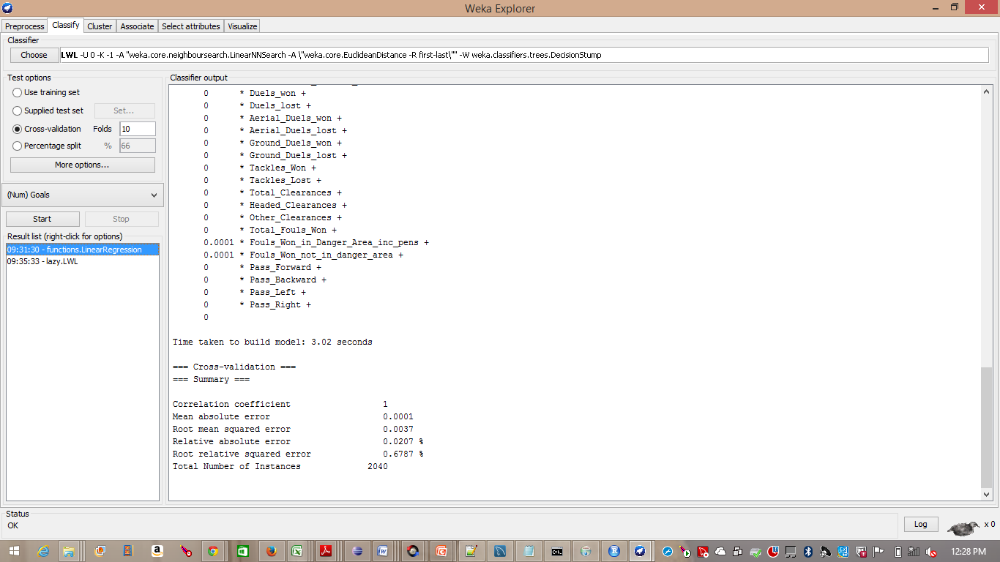 Weka Explorer
Preprocess Classify Cluster Associate Select attributes Visualize
Classifier
Choose LWL -U 0 -K -1 -A "weka.core.neighboursearch.LinearNNSearch -A \"weka.core.EuclideanDistance -R first-last\"" -W weka.classifiers.trees.DecisionStump
Test options
Use training set
Supplied test set Set...
Cross-validation Folds 10
Percentage split % 66
More options...
(Num) Goals
Start Stop
Result list (right-click for options)
09:31:30 - functions.LinearRegression
09:35:33 - lazy.LWL
Classifier output
0 * Duels_won +
0 * Duels_lost +
0 * Aerial_Duels_won +
0 * Aerial_Duels_lost +
0 * Ground_Duels_won +
0 * Ground_Duels_lost +
0 * Tackles_Won +
0 * Tackles_Lost +
0 * Total_Clearances +
0 * Headed_Clearances +
0 * Other_Clearances +
0 * Total_Fouls_Won +
0.0001 * Fouls_Won_in_Danger_Area_inc_pens +
0.0001 * Fouls_Won_not_in_danger_area +
0 * Pass_Forward +
0 * Pass_Backward +
0 * Pass_Left +
0 * Pass_Right +
0
Time taken to build model: 3.02 seconds
=== Cross-validation ===
=== Summary ===
Correlation coefficient 1
Mean absolute error 0.0001
Root mean squared error 0.0037
Relative absolute error 0.0207 %
Root relative squared error 0.6787 %
Total Number of Instances 2040
Status
OK
Log x 0
12:28 PM